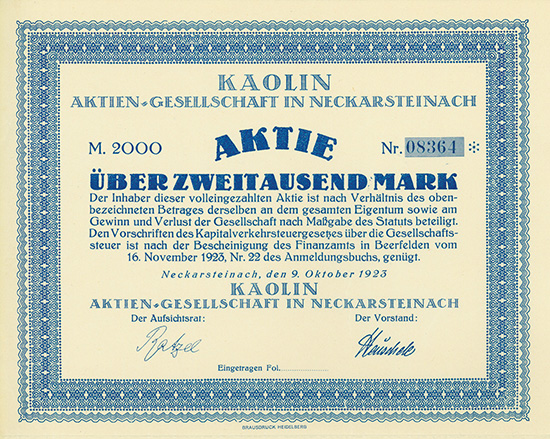 KAOLIN
AKTIEN-GESELLSCHAFT IN NECKARSTEINACH
M. 2000 AKTIE Nr. 08364 *
ÜBER ZWEITAUSEND MARK
Der Inhaber dieser volleingezahlten Aktie ist nach Verhältnis des oben-
bezeichneten Betrages derselben an dem gesamten Eigentum sowie am
Gewinn und Verlust der Gesellschaft nach Maßgabe des Statuts beteiligt.
Den Vorschriften des Kapitalverkehrsteuergesetzes über die Gesellschafts-
steuer ist nach der Bescheinigung des Finanzamts in Beerfelden vom
16. November 1923, Nr. 22 des Anmeldungsbuchs, genügt.
Neckarsteinach, den 9. Oktober 1923
KAOLIN
AKTIEN-GESELLSCHAFT IN NECKARSTEINACH
Der Aufsichtsrat: Der Vorstand:
Eingetragen Fol.
BRAUSDRUCK HEIDELBERG